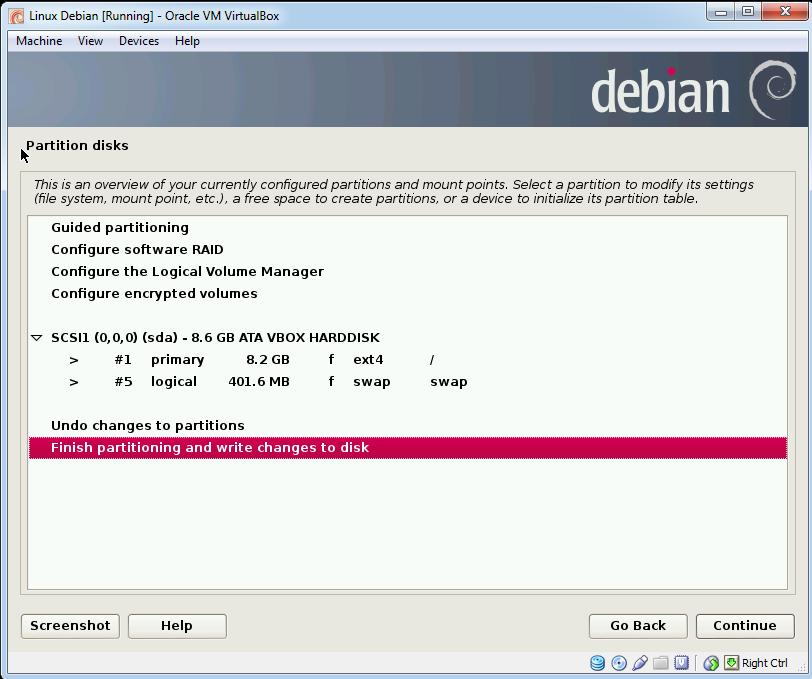 Linux Debian [Running] - Oracle VM VirtualBox
Machine View Devices Help
debian
Partition disks
This is an overview of your currently configured partitions and mount points. Select a partition to modify its settings
(file system, mount point, etc.), a free space to create partitions, or a device to initialize its partition table.
Guided partitioning
Configure software RAID
Configure the Logical Volume Manager
Configure encrypted volumes
SCSI1 (0,0,0) (sda) - 8.6 GB ATA VBOX HARDDISK
> #1 primary 8.2 GB f ext4 /
> #5 logical 401.6 MB f swap swap
Undo changes to partitions
Finish partitioning and write changes to disk
Screenshot Help Go Back Continue
Right Ctrl